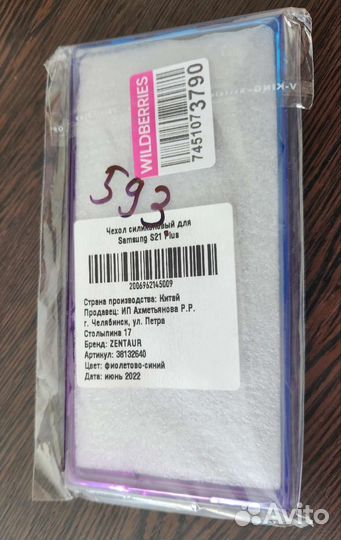 WILDBERRIES
7451073790
593
Чехол силиконовый для
Samsung S21 Plus
2006962145009
Страна производства: Китай
Продавец: ИП Ахметьянова Р.Р.
г. Челябинск, ул. Петра
Столыпина 17
Бренд: ZENTAUR
Артикул: 38132640
Цвет: фиолетово-синий
Дата: июнь 2022
Avito